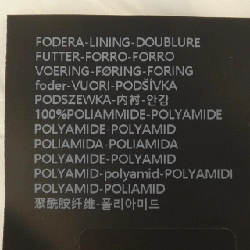 FODERA-LINING-DOUBLURE
FUTTER-FORRO-FORRO
VOERING-FØRING-FORING
foder-VUORI-PODŠÍVKA
PODSZEWKA-内衬-안감
100%POLIAMMIDE-POLYAMIDE
POLYAMIDE-POLYAMID
POLIAMIDA-POLIAMIDA
POLYAMIDE-POLYAMID
POLYAMID-polyamid-POLYAMIDI
POLYAMID-POLIAMID
聚酰胺纤维-폴리아미드